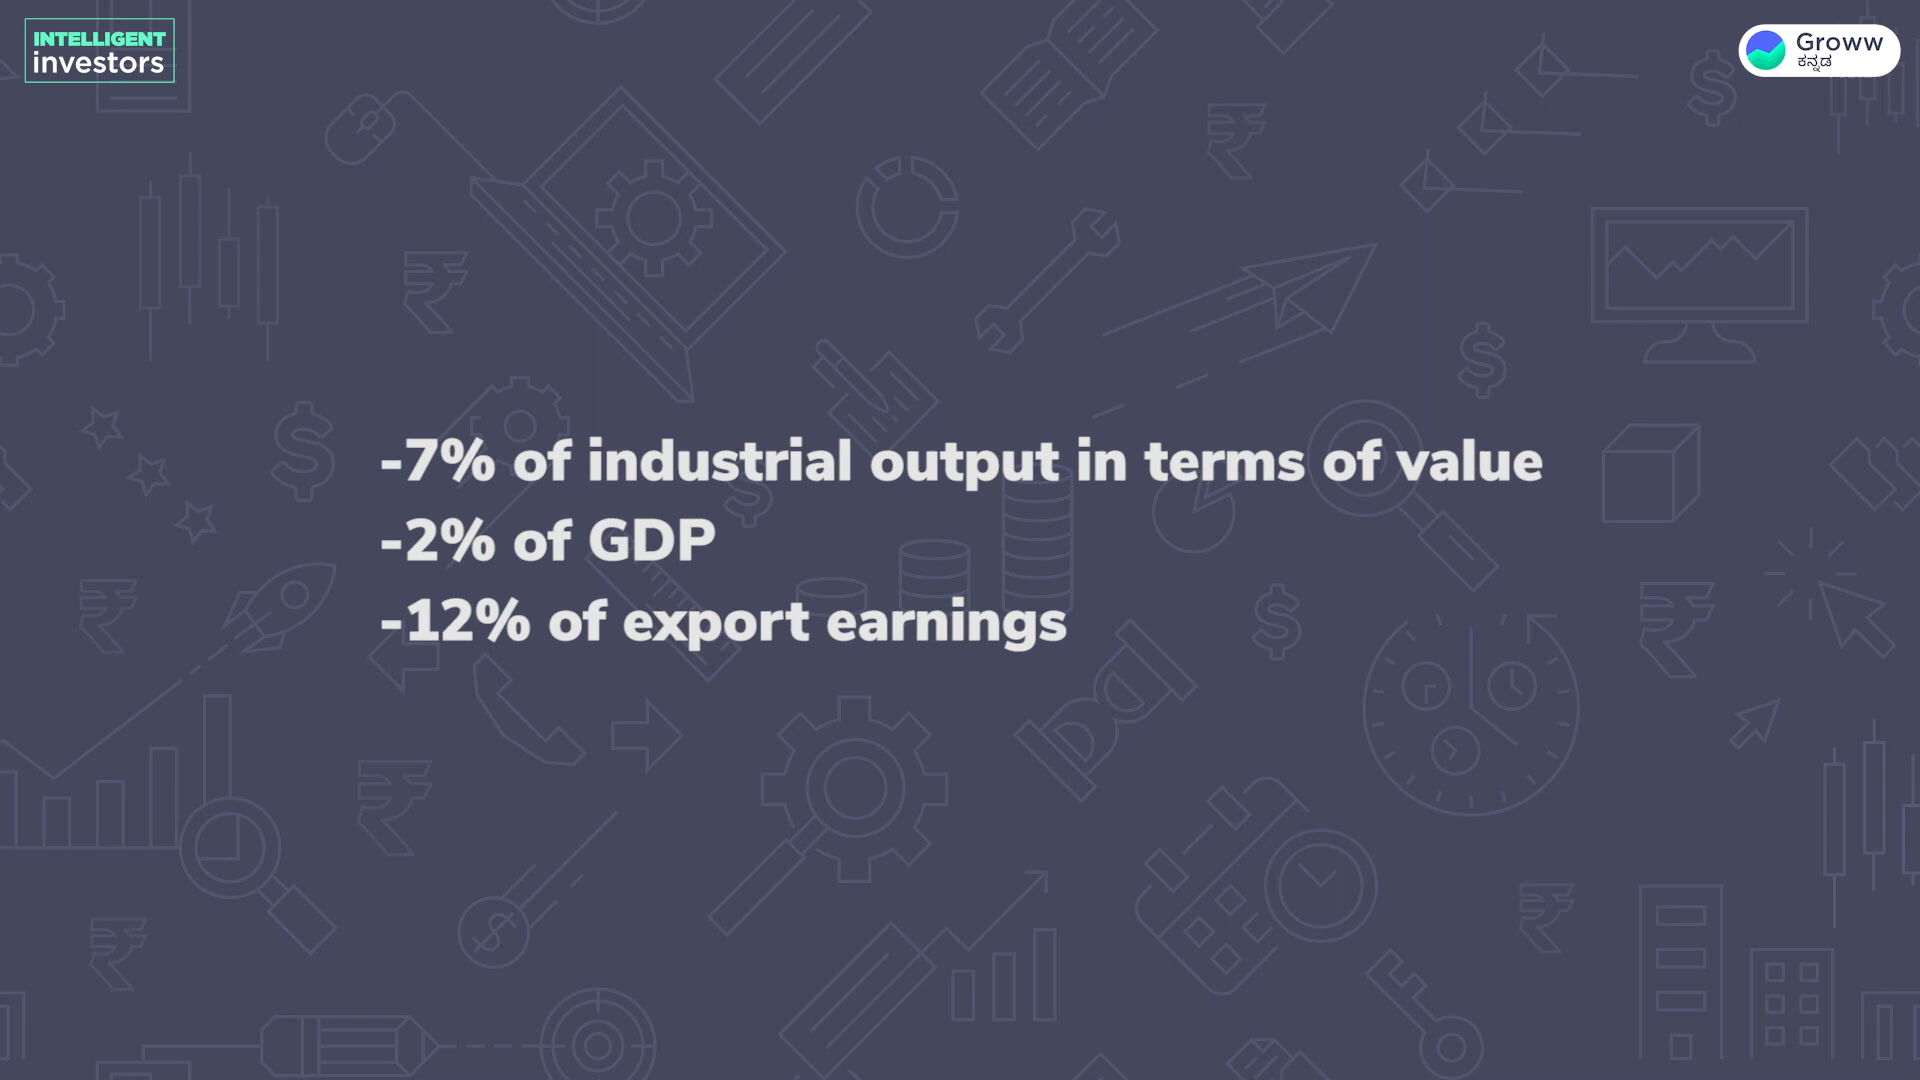 INTELLIGENT
investors
Groww
ಕನ್ನಡ
-7% of industrial output in terms of value
-2% of GDP
-12% of export earnings